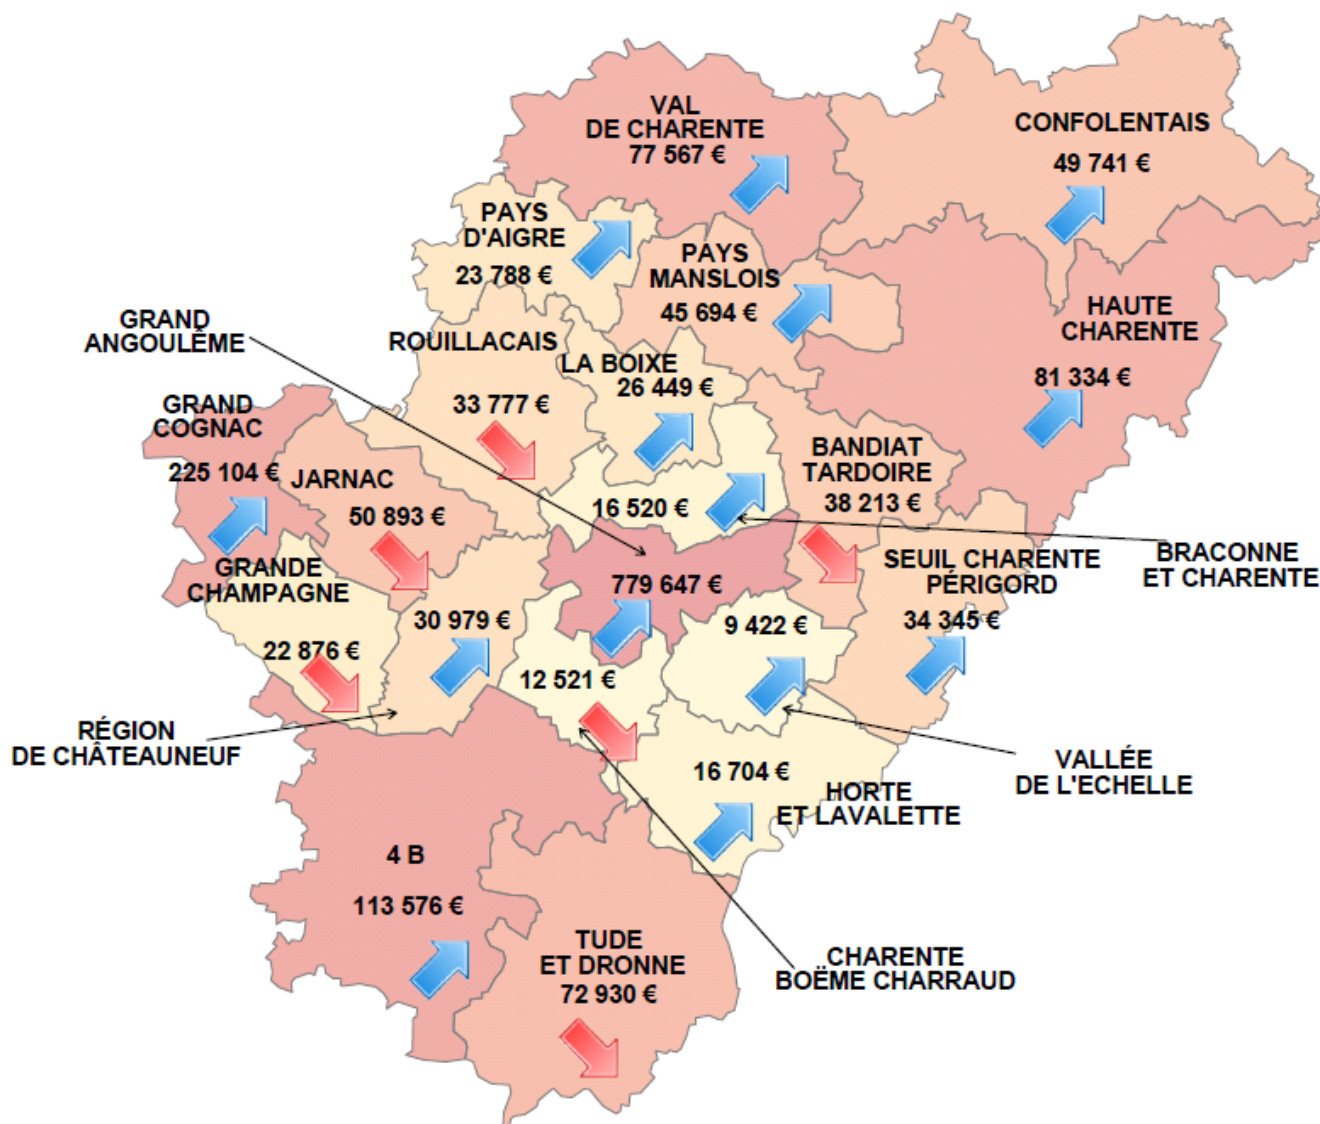 VAL
DE CHARENTE
77 567 €
CONFOLENTAIS
49 741 €
PAYS
D'AIGRE
23 788 €
PAYS
MANSLOIS
45 694 €
HAUTE
CHARENTE
81 334 €
GRAND
ANGOULÊME
ROUILLACAIS
33 777 €
LA BOIXE
26 449 €
GRAND
COGNAC
225 104 €
JARNAC
50 893 €
BANDIAT
TARDOIRE
38 213 €
16 520 €
BRACONNE
ET CHARENTE
SEUIL CHARENTE
PÉRIGORD
34 345 €
GRANDE
CHAMPAGNE
22 876 €
779 647 €
30 979 €
9 422 €
12 521 €
RÉGION
DE CHÂTEAUNEUF
VALLÉE
DE L'ECHELLE
16 704 €
HORTE
ET LAVALETTE
4 B
113 576 €
TUDE
ET DRONNE
72 930 €
CHARENTE
BOËME CHARRAUD